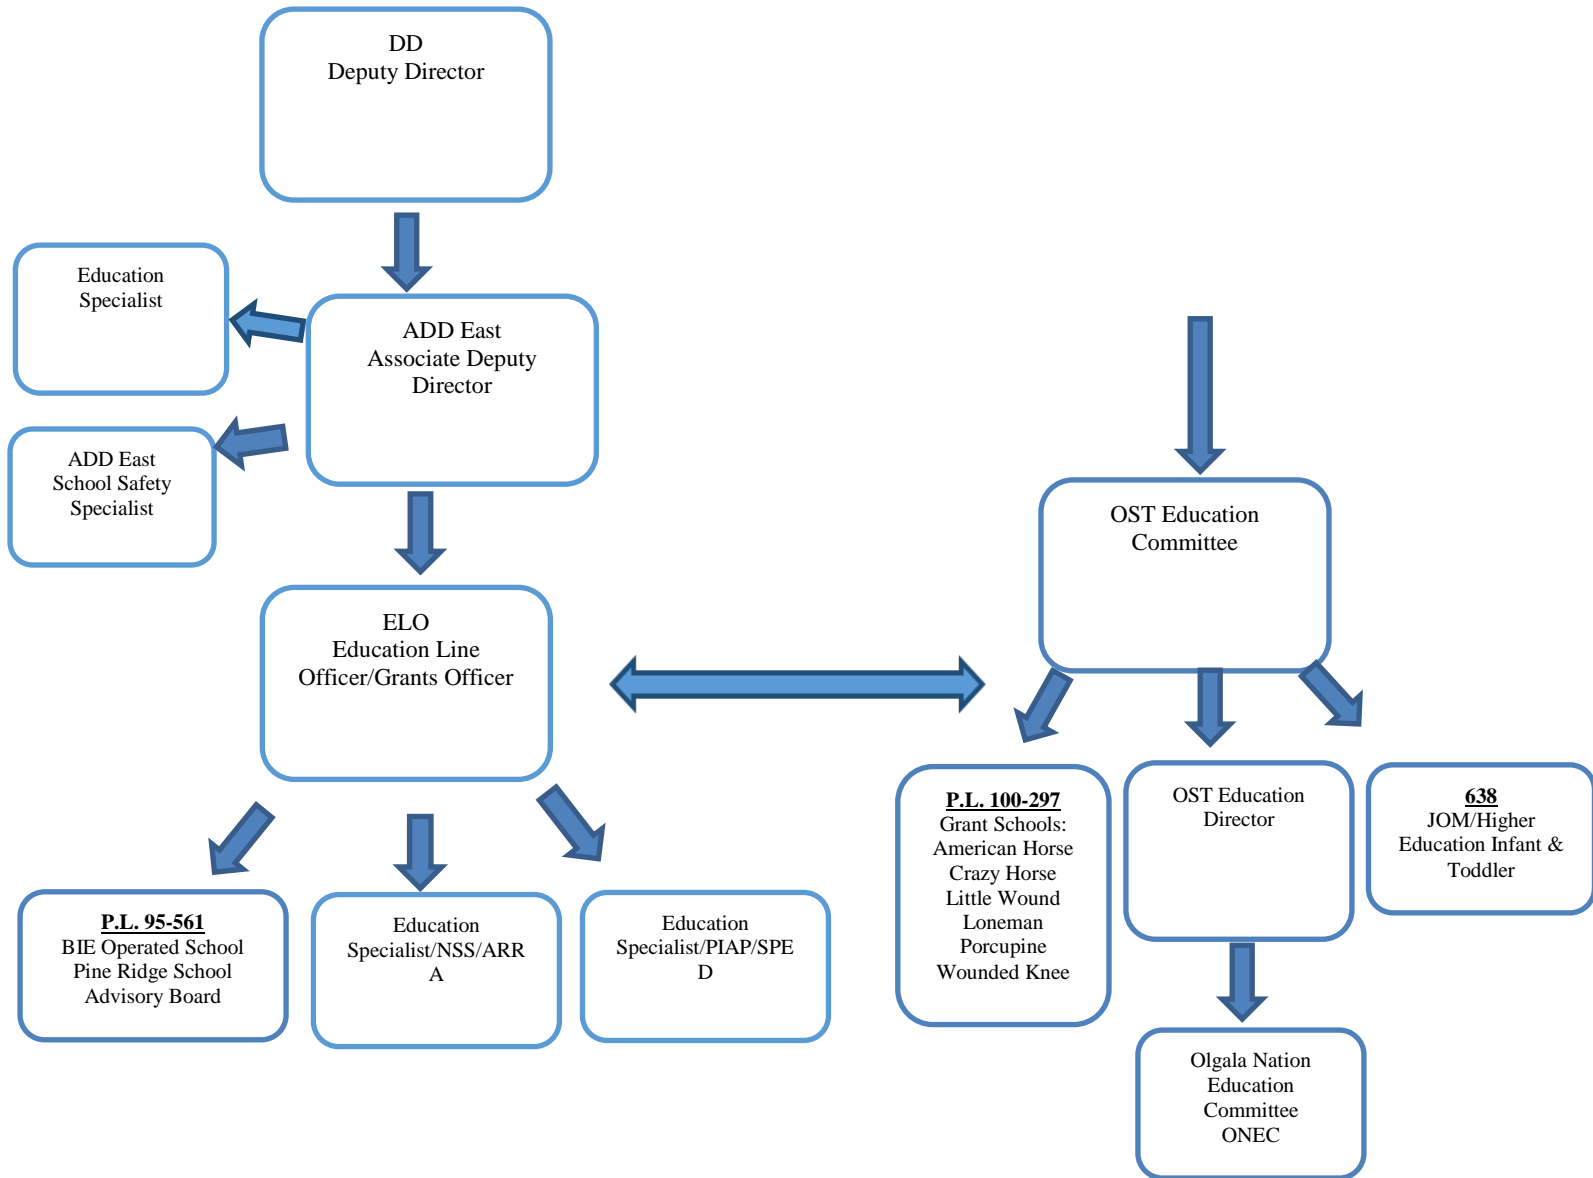 DD
Deputy Director
Education
Specialist
ADD East
Associate Deputy
Director
ADD East
School Safety
Specialist
OST Education
Committee
ELO
Education Line
Officer/Grants Officer
P.L. 95-561
BIE Operated School
Pine Ridge School
Advisory Board
Education
Specialist/NSS/ARR
A
Education
Specialist/PIAP/SPE
D
P.L. 100-297
Grant Schools:
American Horse
Crazy Horse
Little Wound
Loneman
Porcupine
Wounded Knee
OST Education
Director
638
JOM/Higher
Education Infant &
Toddler
Olgala Nation
Education
Committee
ONEC